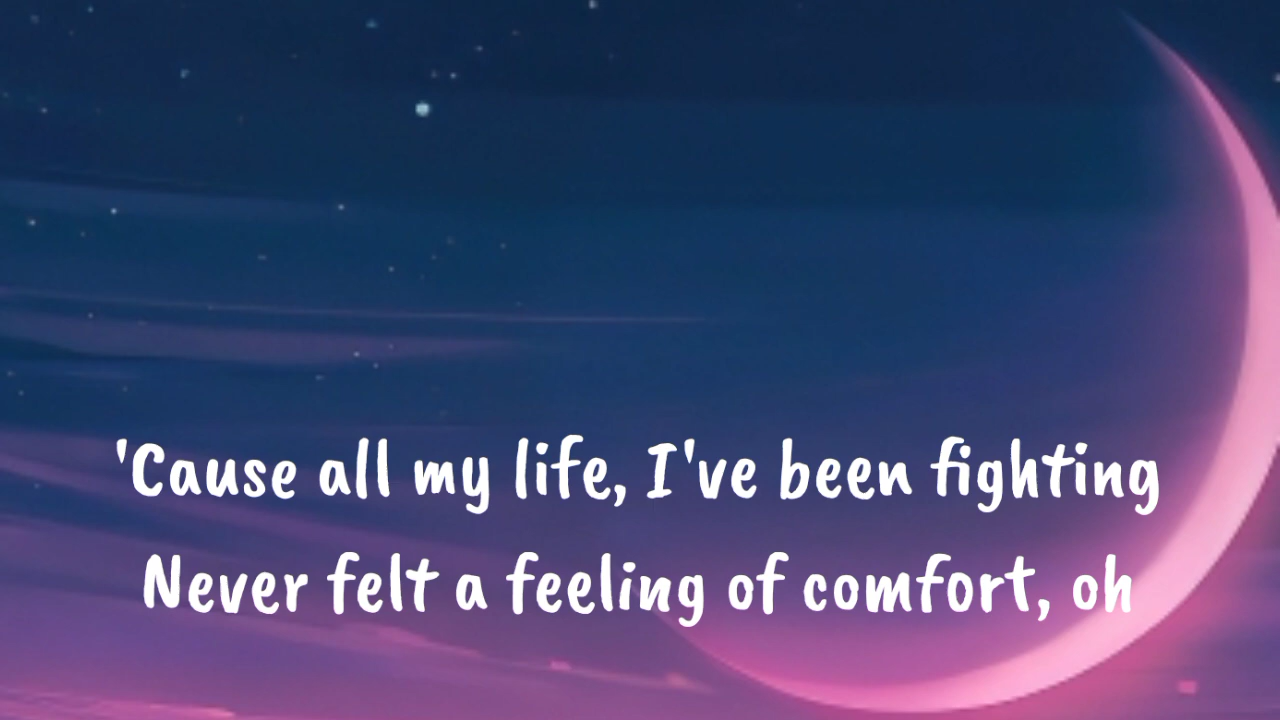 'Cause all my life, I've been fighting
Never felt a feeling of comfort, oh